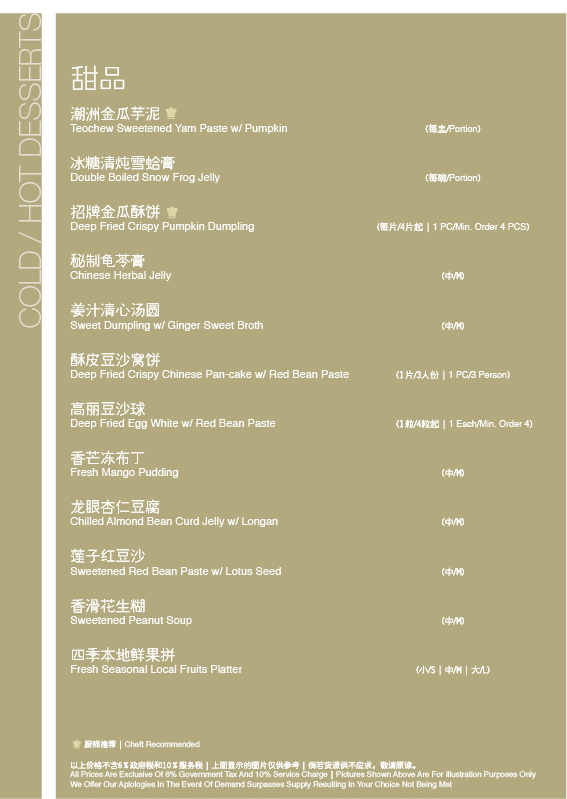 COLD / HOT DESSERTS
甜品
潮洲金瓜芋泥
Teochew Sweetened Yam Paste w/ Pumpkin (每盅/Portion)
冰糖清炖雪蛤膏
Double Boiled Snow Frog Jelly (每碗/Portion)
招牌金瓜酥饼
Deep Fried Crispy Pumpkin Dumpling (每片/4片起 | 1 PC/Min. Order 4 PCS)
秘制龟苓膏
Chinese Herbal Jelly (中/M)
姜汁清心汤圆
Sweet Dumpling w/ Ginger Sweet Broth (中/M)
酥皮豆沙窝饼
Deep Fried Crispy Chinese Pan-cake w/ Red Bean Paste (1片/3人份 | 1 PC/3 Person)
高丽豆沙球
Deep Fried Egg White w/ Red Bean Paste (1粒/4粒起 | 1 Each/Min. Order 4)
香芒冻布丁
Fresh Mango Pudding (中/M)
龙眼杏仁豆腐
Chilled Almond Bean Curd Jelly w/ Longan (中/M)
莲子红豆沙
Sweetened Red Bean Paste w/ Lotus Seed (中/M)
香滑花生糊
Sweetened Peanut Soup (中/M)
四季本地鲜果拼
Fresh Seasonal Local Fruits Platter (小/S | 中/M | 大/L)
厨师推荐 | Cheft Recommended
以上价格不含6%政府税和10%服务税 | 上面显示的图片仅供参考 | 倘若货源供不应求，敬请原谅。
All Prices Are Exclusive Of 6% Government Tax And 10% Service Charge | Pictures Shown Above Are For Illustration Purposes Only
We Offer Our Aplologies In The Event Of Demand Surpasses Supply Resulting In Your Choice Not Being Met